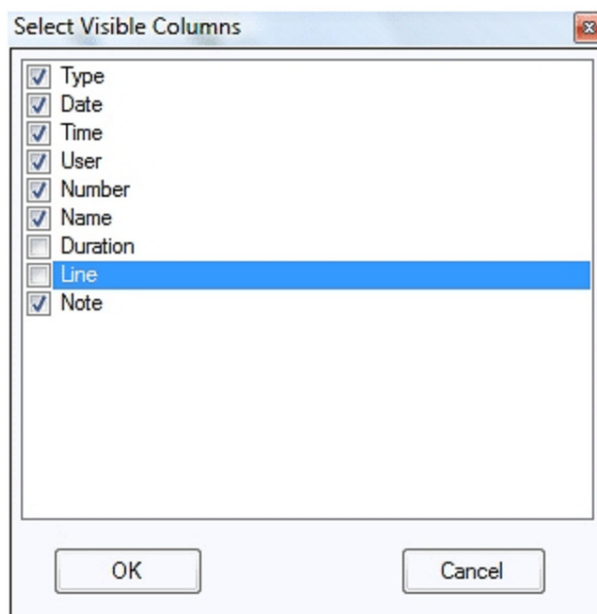 Select Visible Columns
Type
Date
Time
User
Number
Name
Duration
Line
Note
OK
Cancel